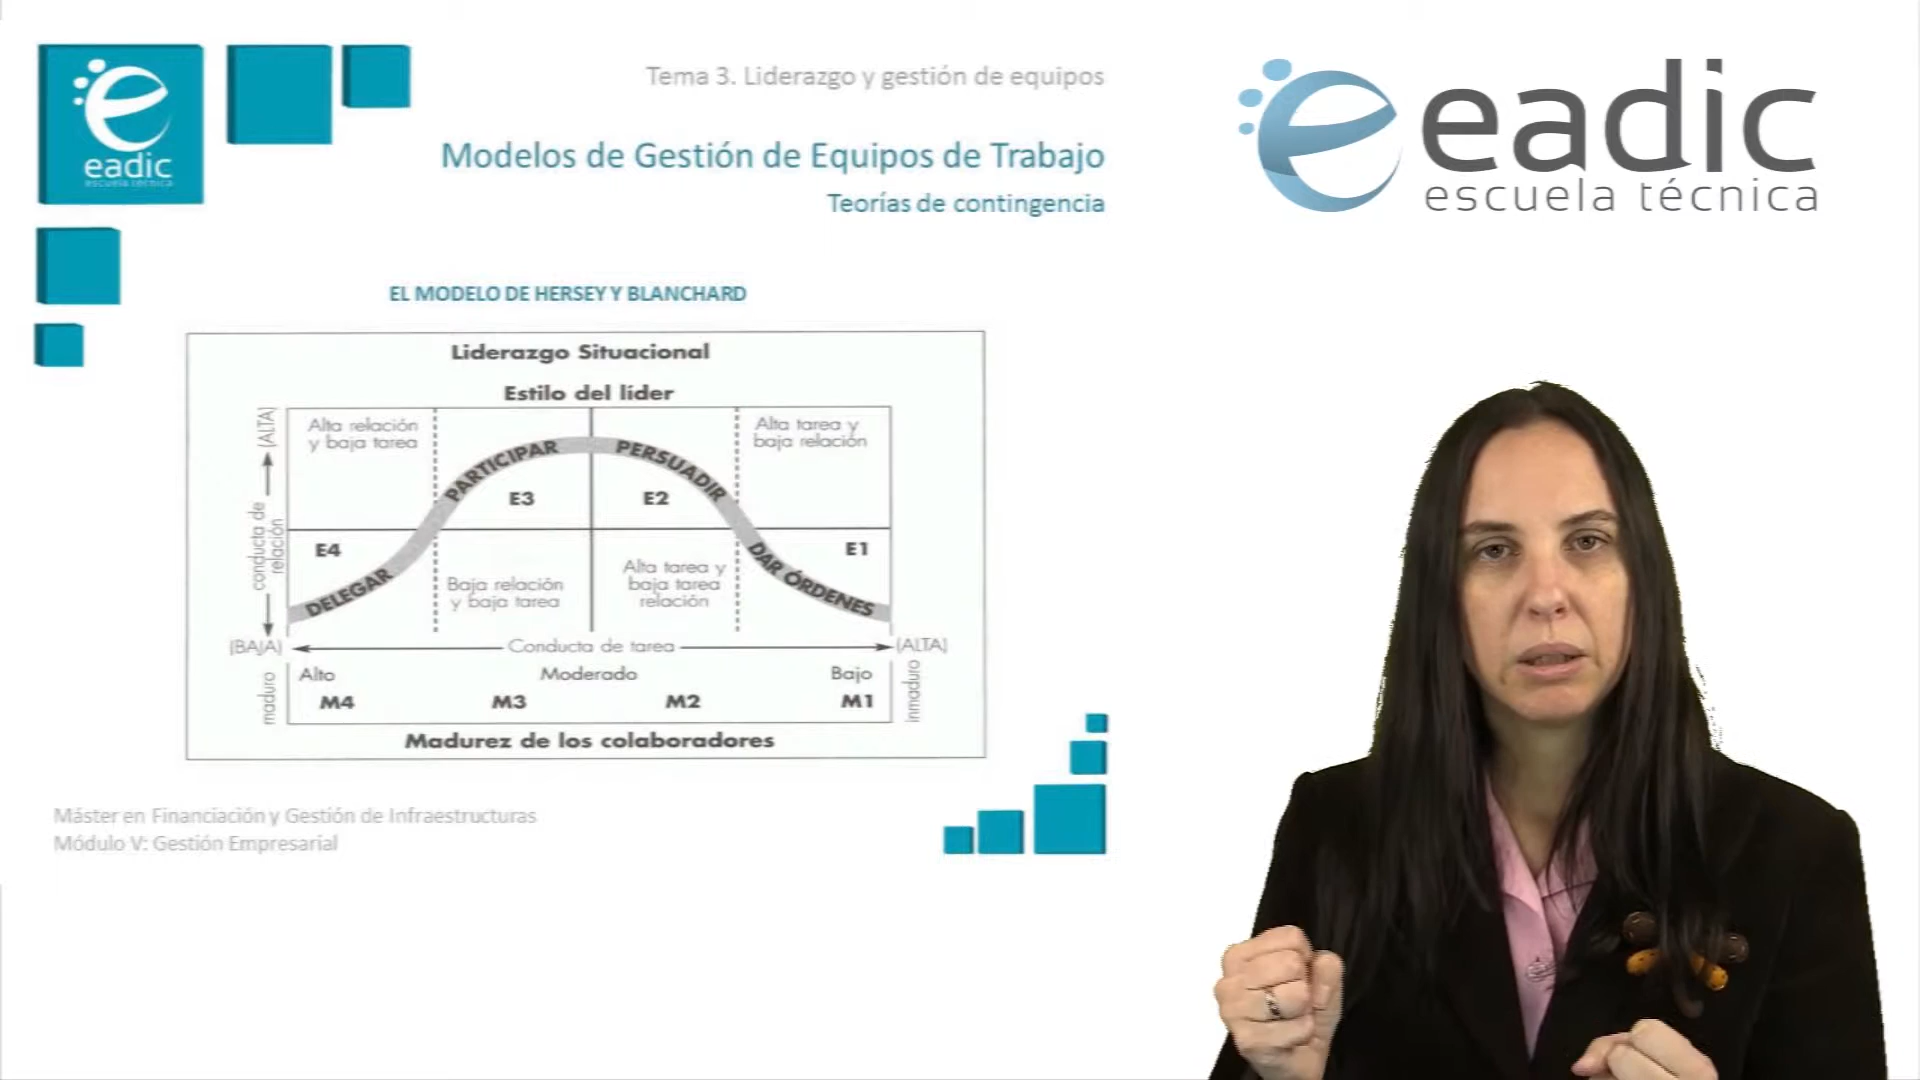 eadic
escuela técnica
Tema 3. Liderazgo y gestión de equipos
Modelos de Gestión de Equipos de Trabajo
Teorías de contingencia
eadic
escuela técnica
EL MODELO DE HERSEY Y BLANCHARD
Liderazgo Situacional
Estilo del líder
(ALTA)
conducta de
relación
(BAJA)
Alta relación
y baja tarea
Alta tarea y
baja relación
PARTICIPAR
PERSUADIR
E3
E2
E4
E1
DELEGAR
DAR ÓRDENES
Baja relación
y baja tarea
Alta tarea y
baja tarea
relación
Conducta de tarea
(ALTA)
maduro
Alto
Moderado
Bajo
inmaduro
M4
M3
M2
M1
Madurez de los colaboradores
Máster en Financiación y Gestión de Infraestructuras
Módulo V: Gestión Empresarial